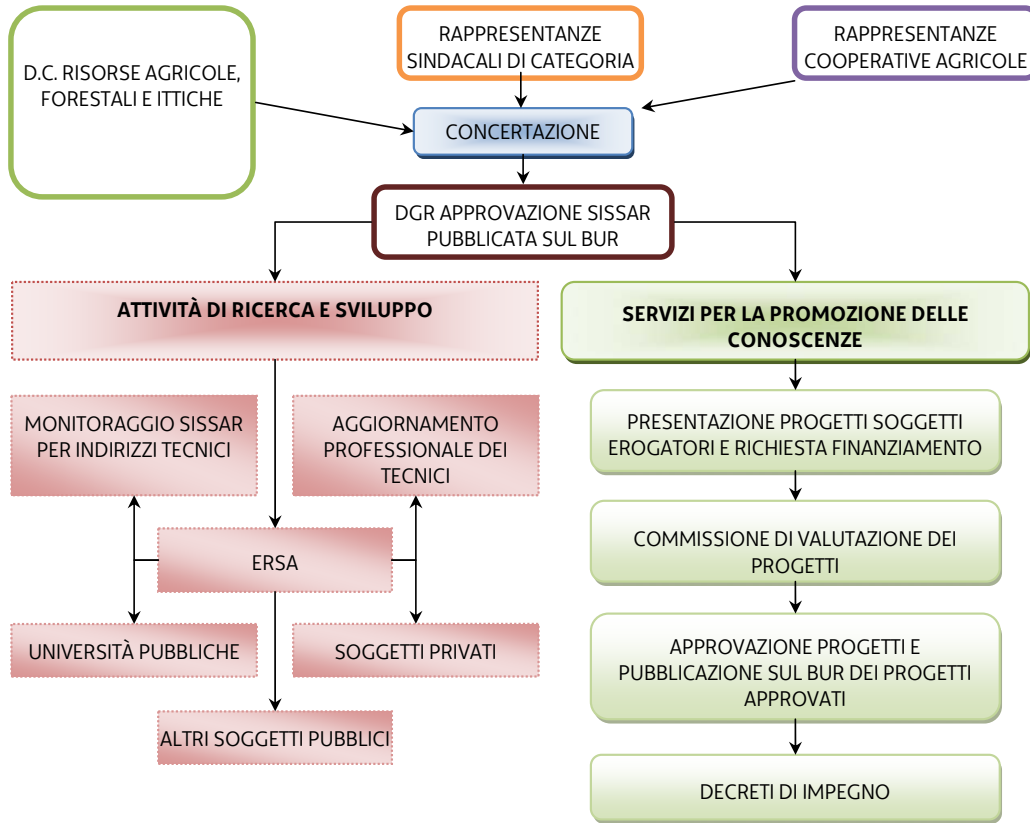 D.C. RISORSE AGRICOLE,
FORESTALI E ITTICHE
RAPPRESENTANZE
SINDACALI DI CATEGORIA
RAPPRESENTANZE
COOPERATIVE AGRICOLE
CONCERTAZIONE
DGR APPROVAZIONE SISSAR
PUBBLICATA SUL BUR
ATTIVITÀ DI RICERCA E SVILUPPO
MONITORAGGIO SISSAR
PER INDIRIZZI TECNICI
AGGIORNAMENTO
PROFESSIONALE DEI
TECNICI
ERSA
UNIVERSITÀ PUBBLICHE
SOGGETTI PRIVATI
ALTRI SOGGETTI PUBBLICI
SERVIZI PER LA PROMOZIONE DELLE
CONOSCENZE
PRESENTAZIONE PROGETTI SOGGETTI
EROGATORI E RICHIESTA FINANZIAMENTO
COMMISSIONE DI VALUTAZIONE DEI
PROGETTI
APPROVAZIONE PROGETTI E
PUBBLICAZIONE SUL BUR DEI PROGETTI
APPROVATI
DECRETI DI IMPEGNO